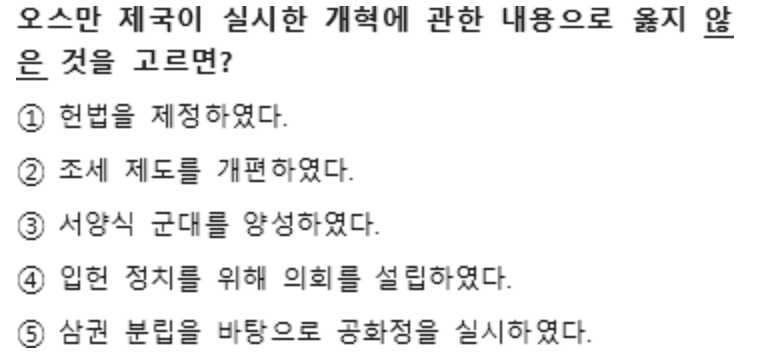 오스만 제국이 실시한 개혁에 관한 내용으로 옳지 않
은 것을 고르면?
① 헌법을 제정하였다.
② 조세 제도를 개편하였다.
③ 서양식 군대를 양성하였다.
④ 입헌 정치를 위해 의회를 설립하였다.
⑤ 삼권 분립을 바탕으로 공화정을 실시하였다.